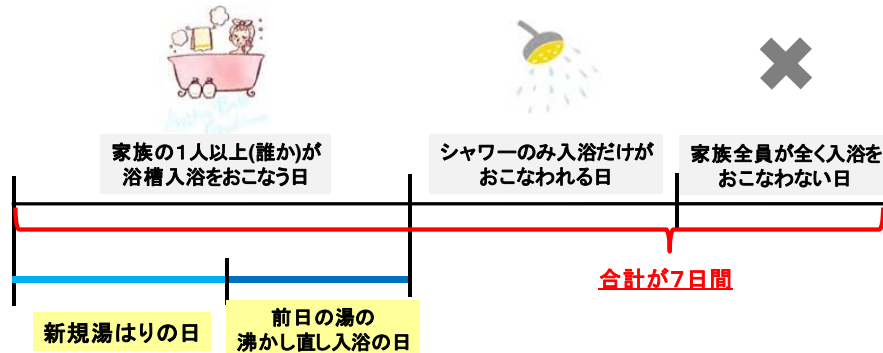 家族の1人以上(誰か)が
浴槽入浴をおこなう日
シャワーのみ入浴だけが
おこなわれる日
家族全員が全く入浴を
おこなわない日
合計が7日間
新規湯はりの日
前日の湯の
沸かし直し入浴の日